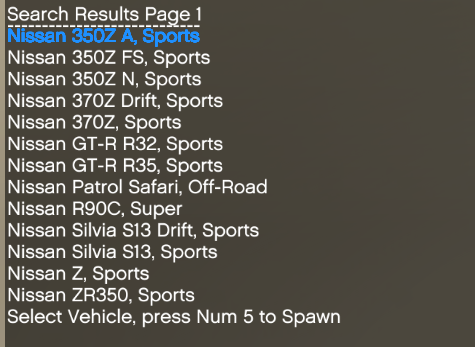 Search Results Page 1
Nissan 350Z A, Sports
Nissan 350Z FS, Sports
Nissan 350Z N, Sports
Nissan 370Z Drift, Sports
Nissan 370Z, Sports
Nissan GT-R R32, Sports
Nissan GT-R R35, Sports
Nissan Patrol Safari, Off-Road
Nissan R90C, Super
Nissan Silvia S13 Drift, Sports
Nissan Silvia S13, Sports
Nissan Z, Sports
Nissan ZR350, Sports
Select Vehicle, press Num 5 to Spawn